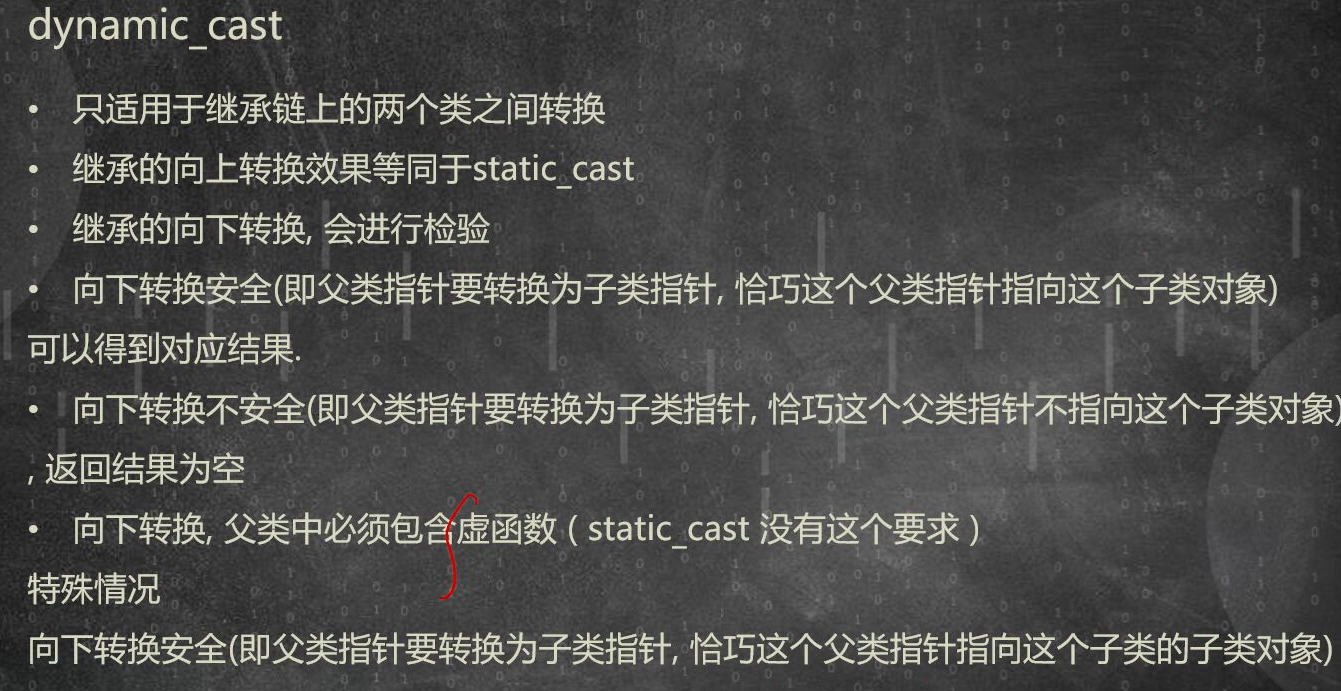 dynamic_cast
• 只适用于继承链上的两个类之间转换
• 继承的向上转换效果等同于static_cast
• 继承的向下转换, 会进行检验
• 向下转换安全(即父类指针要转换为子类指针, 恰巧这个父类指针指向这个子类对象)
可以得到对应结果.
• 向下转换不安全(即父类指针要转换为子类指针, 恰巧这个父类指针不指向这个子类对象)
, 返回结果为空
• 向下转换, 父类中必须包含虚函数（static_cast 没有这个要求）
特殊情况
向下转换安全(即父类指针要转换为子类指针, 恰巧这个父类指针指向这个子类的子类对象)